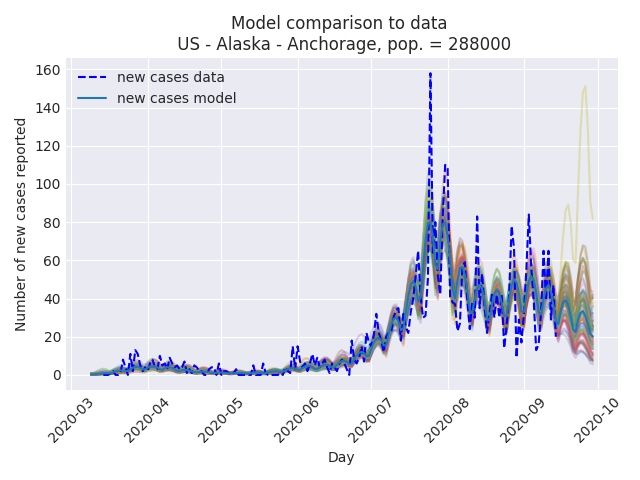 Model comparison to data
US - Alaska - Anchorage, pop. = 288000
new cases data
new cases model
Number of new cases reported
160
140
120
100
80
60
40
20
0
2020-03
2020-04
2020-05
2020-06
2020-07
2020-08
2020-09
2020-10
Day